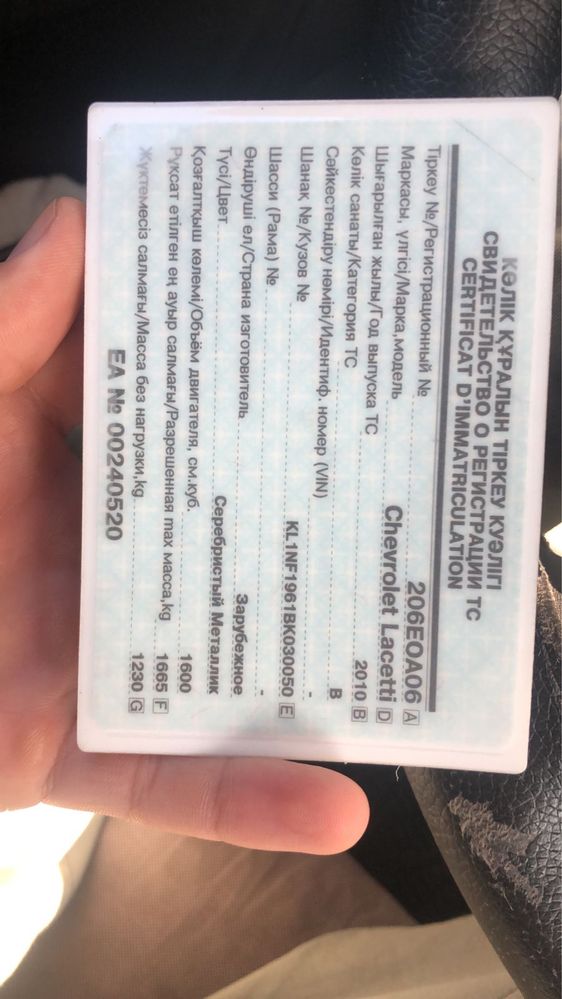 КӨЛІК ҚҰРАЛЫН ТІРКЕУ КУӘЛІГІ
СВИДЕТЕЛЬСТВО О РЕГИСТРАЦИИ ТС
CERTIFICAT D'IMMATRICULATION
Тіркеу №/Регистрационный № 206EOA06 A
Маркасы, үлгісі/Марка,модель Chevrolet Lacetti D
Шығарылған жылы/Год выпуска ТС 2010 B
Көлік санаты/Категория ТС B
Сәйкестендіру нөмірі/Идентиф. номер (VIN) KL1NF1961BK030050 E
Шанақ №/Кузов № -
Шасси (Рама) № -
Өндіруші ел/Страна изготовитель Зарубежное
Түсі/Цвет Серебристый Металлик
Қозғалтқыш көлемі/Объём двигателя, см.куб. 1600
Рұқсат етілген ең ауыр салмағы/Разрешенная max масса,kg 1665 F
Жүктемесіз салмағы/Масса без нагрузки,kg 1230 G
EA № 00240520